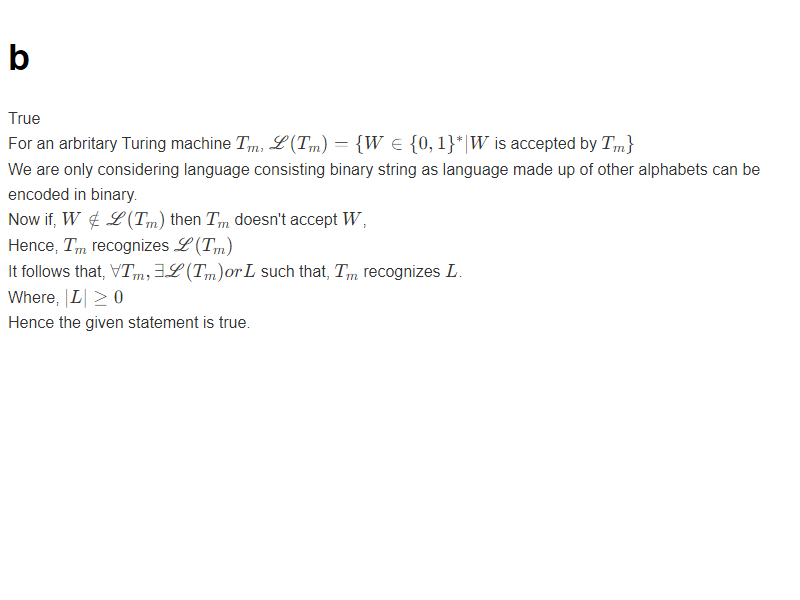 b
True
For an arbritary Turing machine $T_m$, $\mathscr{L}(T_m) = \{W \in \{0,1\}^*|W$ is accepted by $T_m\}$
We are only considering language consisting binary string as language made up of other alphabets can be
encoded in binary.
Now if, $W \notin \mathscr{L}(T_m)$ then $T_m$ doesn't accept $W$,
Hence, $T_m$ recognizes $\mathscr{L}(T_m)$
It follows that, $\forall T_m, \exists \mathscr{L}(T_m) or L$ such that, $T_m$ recognizes $L$.
Where, $|L| \geq 0$
Hence the given statement is true.